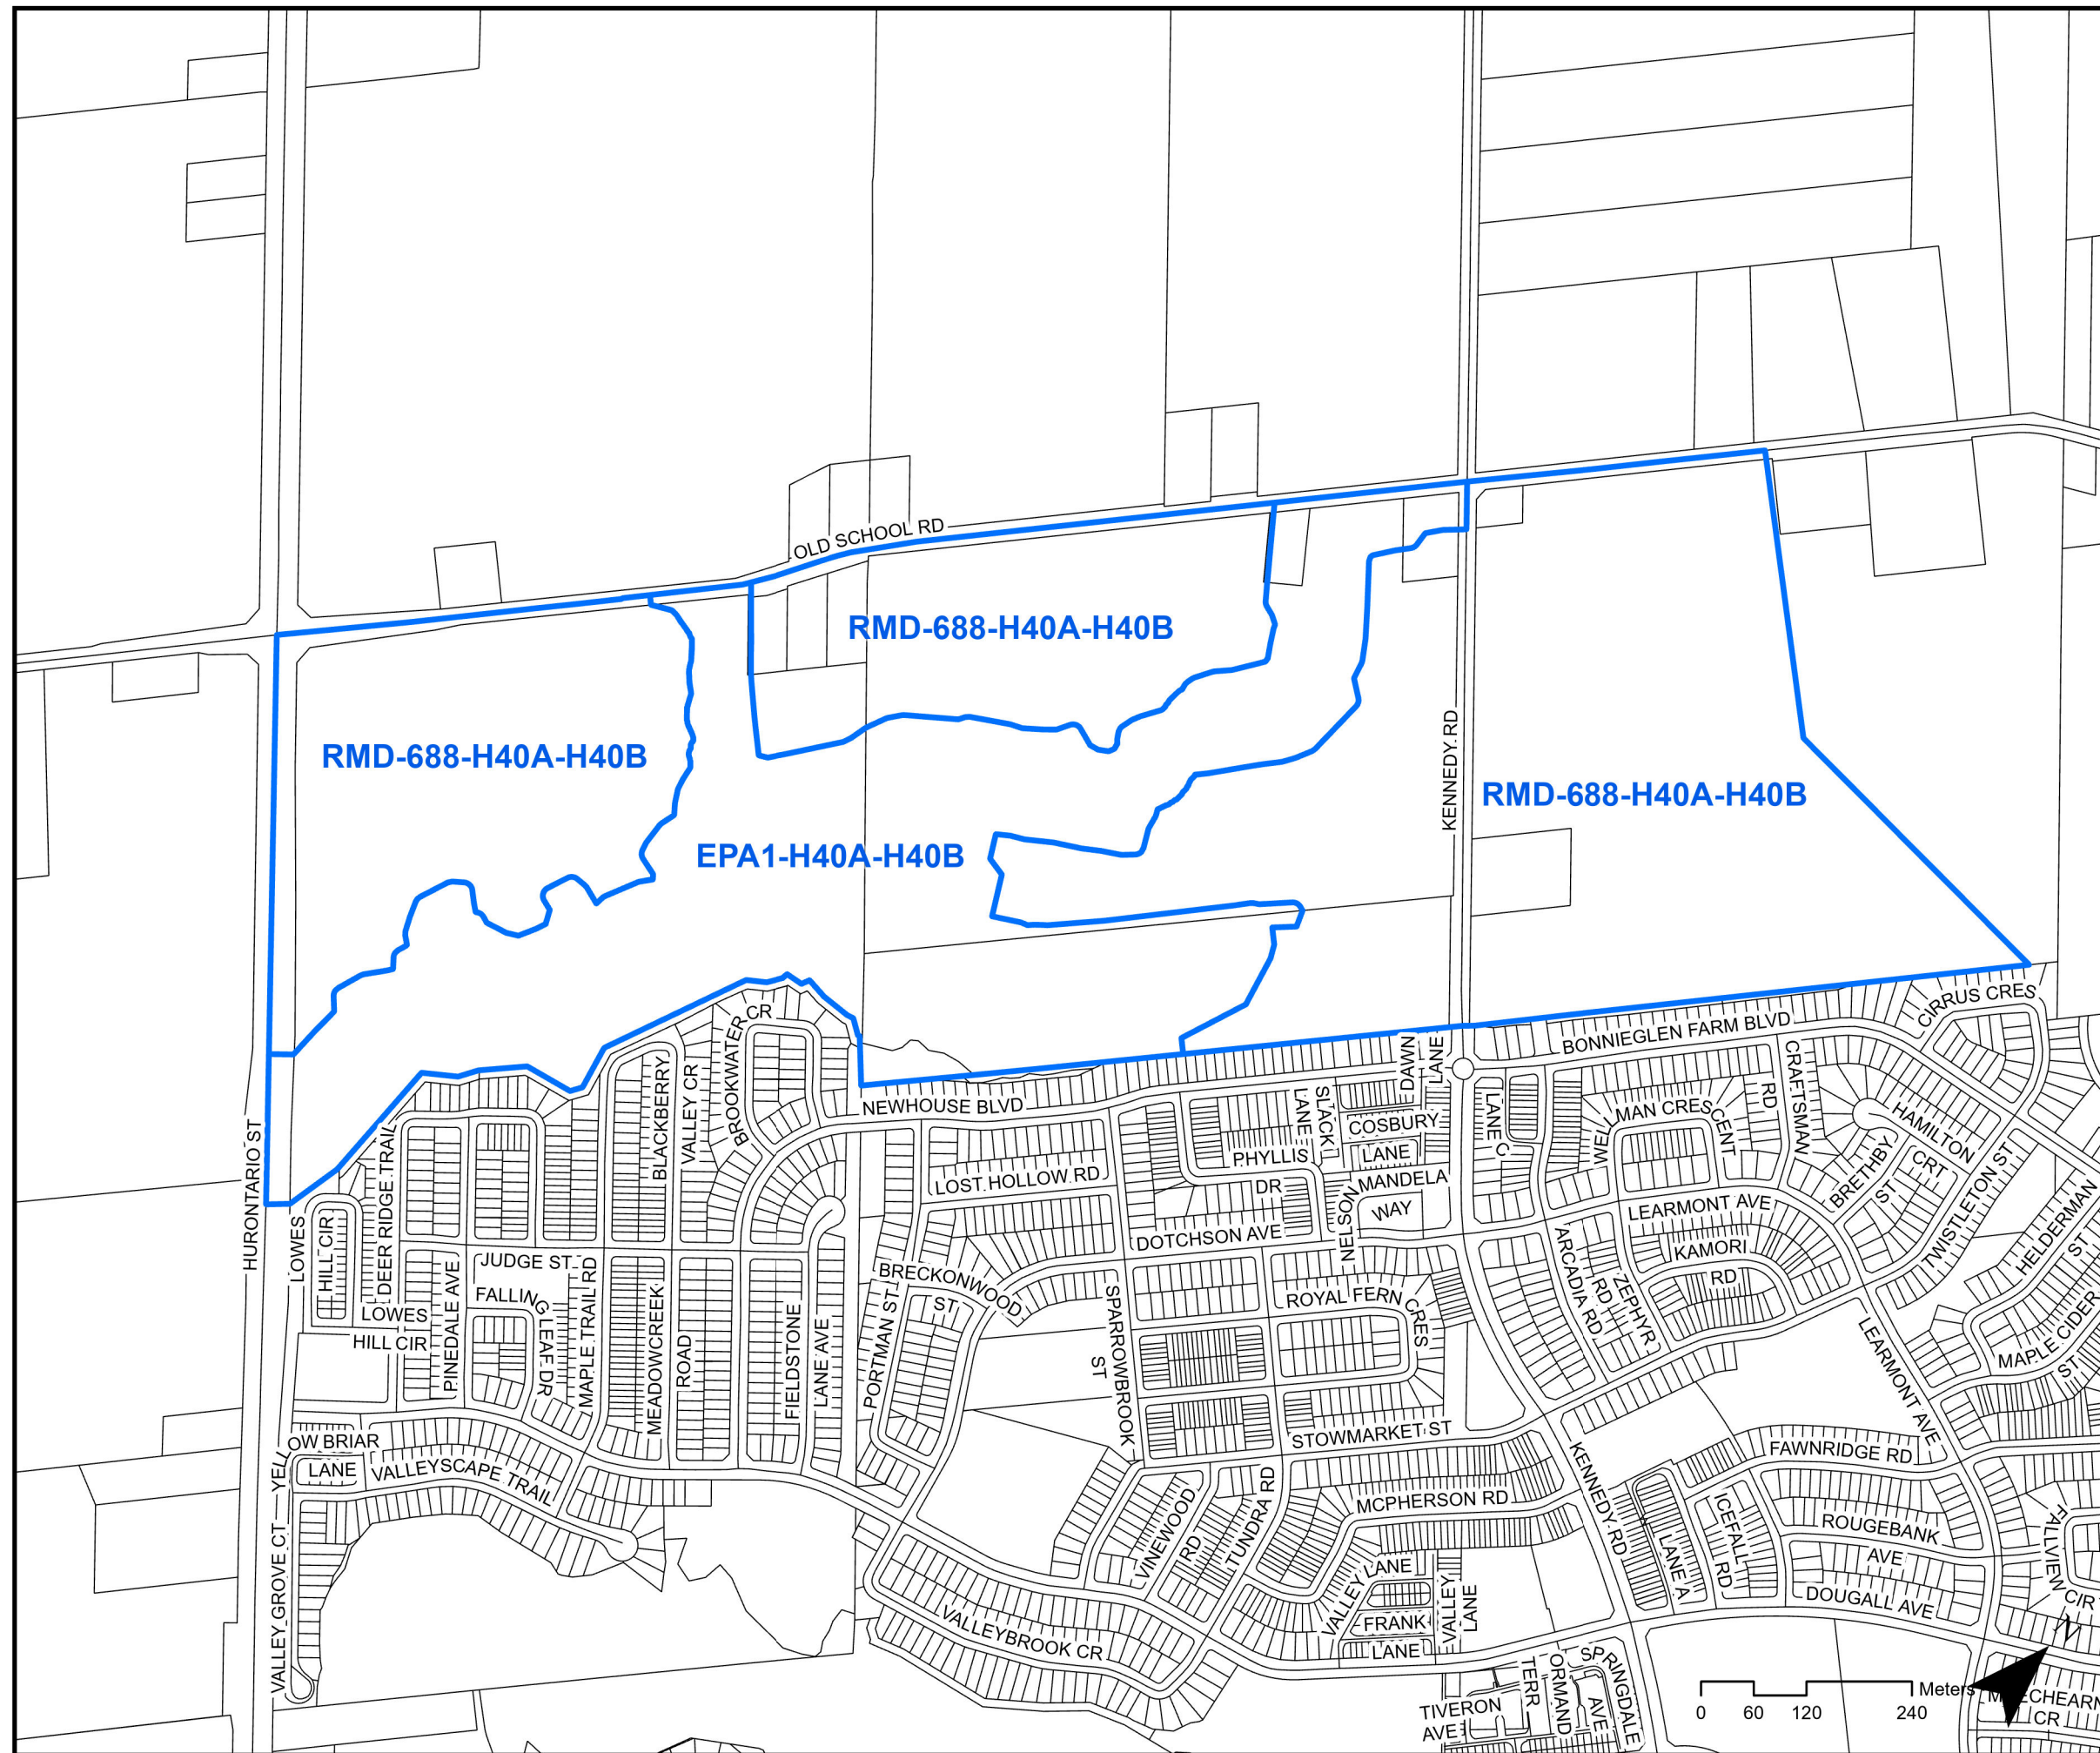 OLD SCHOOL RD
RMD-688-H40A-H40B
RMD-688-H40A-H40B
KENNEDY RD
RMD-688-H40A-H40B
EPA1-H40A-H40B
CIRRUS CRES
BROOKWATER CR
BONNIEGLEN FARM BLVD
DAWN
LANE
BLACKBERRY
VALLEY CR
NEWHOUSE BLVD
SLACK
LANE
COSBURY
LANE
LANE C
WELLMAN CRESCENT
CRAFTSMAN
RD
HAMILTON
CRT
BRETHBY
ST
TWISTLETON ST
HURONTARIO ST
DEER RIDGE TRAIL
LOST HOLLOW RD
PHYLLIS
DR
NELSON
MANDELA
WAY
LEARMONT AVE
HELDERMAN
ST
LOWES
HILL CIR
LOWES
HILL CIR
JUDGE ST
DOTCHSON AVE
ARCADIA RD
KAMORI
RD
ZEPHYR
RD
PINEDALE AVE
FALLING
LEAF DR
MAPLE TRAIL RD
MEADOWCREEK
ROAD
FIELDSTONE
LANE AVE
PORTMAN ST
BRECKONWOOD
ST
SPARROWBROOK
ST
ROYAL FERN CRES
LEARMONT AVE
MAPLE CIDER
ST
YELLOW BRIAR
LANE
VALLEYSCAPE TRAIL
STOWMARKET ST
FAWNRIDGE RD
MCPHERSON RD
KENNEDY RD
VINEWOOD
RD
TUNDRA RD
ICEFALL
RD
LANE A
ROUGEBANK
AVE
FALLVIEW CIR
VALLEY GROVE CT
VALLEY LANE
FRANK
LANE
VALLEY
LANE
DOUGALL AVE
VALLEYBROOK CR
SPRINGDALE
AVE
ORMAND
TERR
TIVERON
AVE
N
Meters
0 60 120 240
CR